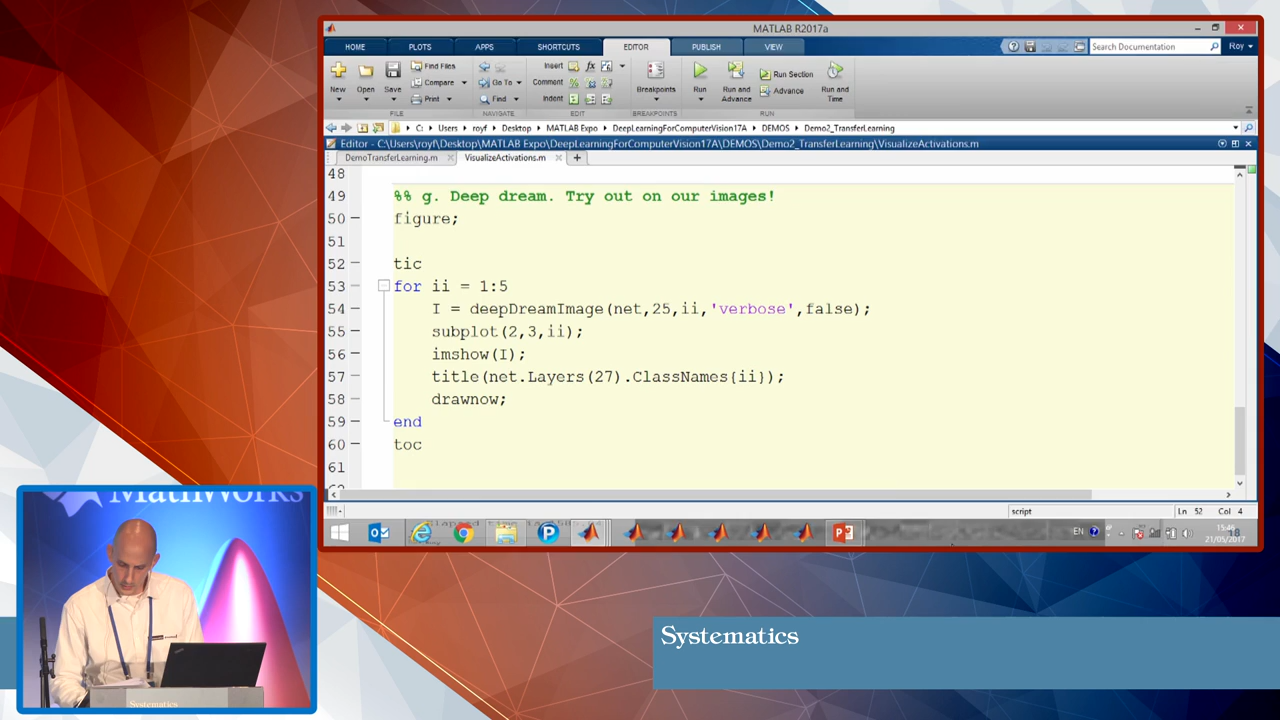 MATLAB R2017a
HOME PLOTS APPS SHORTCUTS EDITOR PUBLISH VIEW
Search Documentation
Roy
New Open Save
Find Files
Compare
Print
FILE
Go To
Find
NAVIGATE
Insert
Comment
Indent
EDIT
Breakpoints
BREAKPOINTS
Run
Run and Advance
Run Section
Advance
Run and Time
RUN
C: Users royf Desktop MATLAB Expo DeepLearningForComputerVision17A DEMOS Demo2_TransferLearning
Editor - C:\Users\royf\Desktop\MATLAB Expo\DeepLearningForComputerVision17A\DEMOS\Demo2_TransferLearning\VisualizeActivations.m
DemoTransferLearning.m VisualizeActivations.m
48
49 %% g. Deep dream. Try out on our images!
50 figure;
51
52 tic
53 for ii = 1:5
54 I = deepDreamImage(net,25,ii,'verbose',false);
55 subplot(2,3,ii);
56 imshow(I);
57 title(net.Layers(27).ClassNames{ii});
58 drawnow;
59 end
60 toc
61
script Ln 52 Col 4
EN
15:46
21/05/2017
MathWorks
Systematics
Systematics